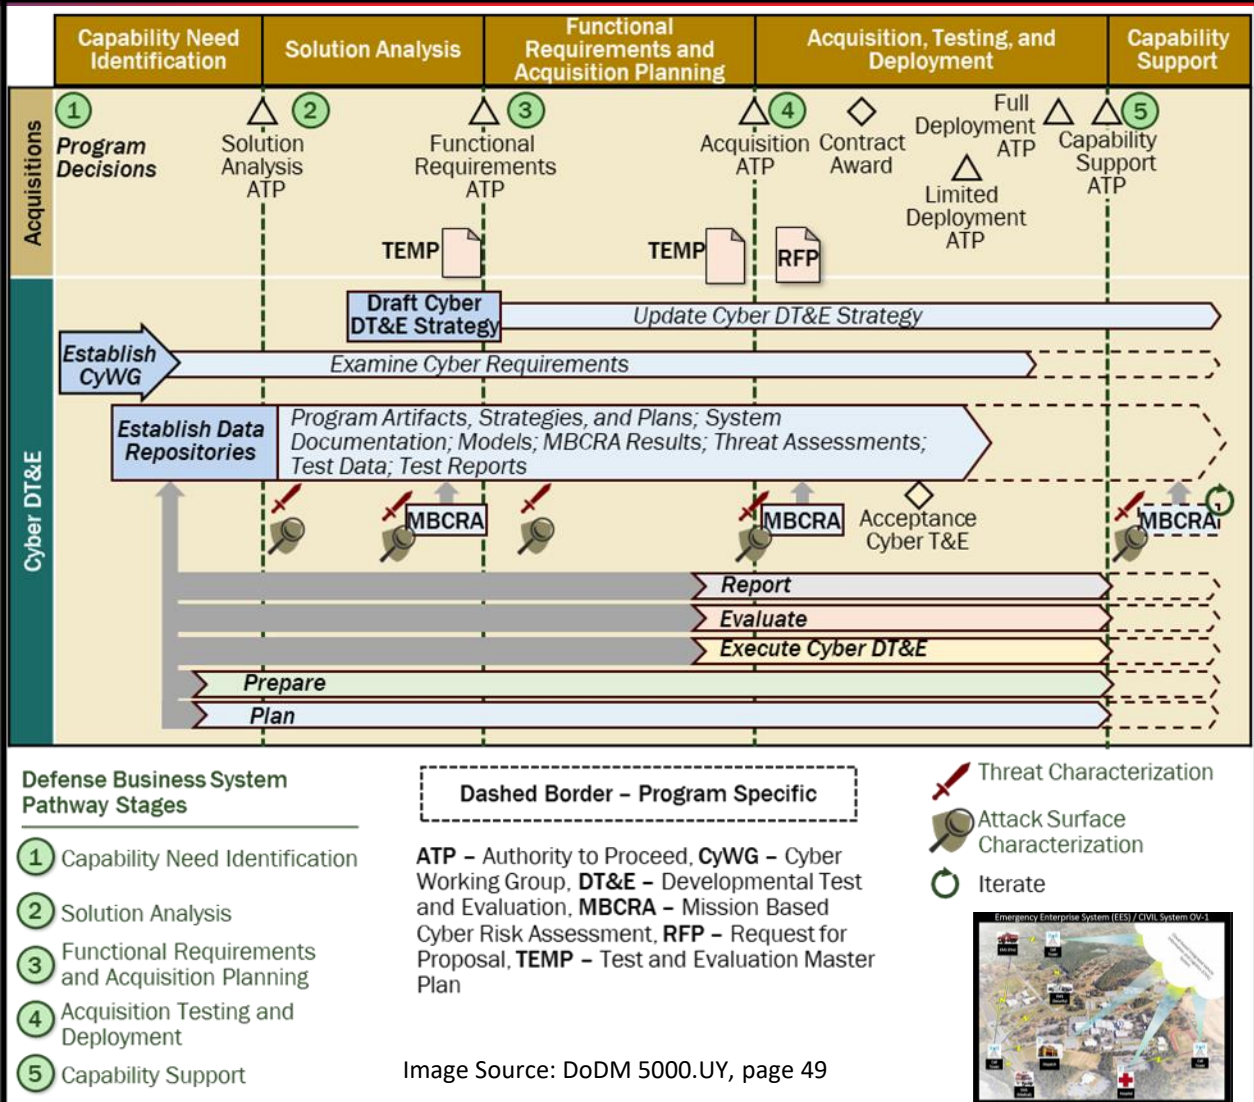 Capability Need
Identification
Solution Analysis
Functional
Requirements and
Acquisition Planning
Acquisition, Testing, and
Deployment
Capability
Support
Acquisitions
1
Program
Decisions
Solution
Analysis
ATP
2
Functional
Requirements
ATP
3
Acquisition
ATP
4
Contract
Award
Full
Deployment
ATP
Limited
Deployment
ATP
Capability
Support
ATP
5
TEMP
TEMP
RFP
Cyber DT&E
Draft Cyber
DT&E Strategy
Update Cyber DT&E Strategy
Establish
CyWG
Examine Cyber Requirements
Establish Data
Repositories
Program Artifacts, Strategies, and Plans; System
Documentation; Models; MBCRA Results; Threat Assessments;
Test Data; Test Reports
MBCRA
MBCRA
Acceptance
Cyber T&E
MBCRA
Report
Evaluate
Execute Cyber DT&E
Prepare
Plan
Defense Business System
Pathway Stages
1 Capability Need Identification
2 Solution Analysis
3 Functional Requirements
and Acquisition Planning
4 Acquisition Testing and
Deployment
5 Capability Support
Dashed Border – Program Specific
ATP – Authority to Proceed, CyWG – Cyber
Working Group, DT&E – Developmental Test
and Evaluation, MBCRA – Mission Based
Cyber Risk Assessment, RFP – Request for
Proposal, TEMP – Test and Evaluation Master
Plan
Image Source: DoDM 5000.UY, page 49
Threat Characterization
Attack Surface
Characterization
Iterate
Emergency Enterprise System (EES) / CIVIL System OV-1